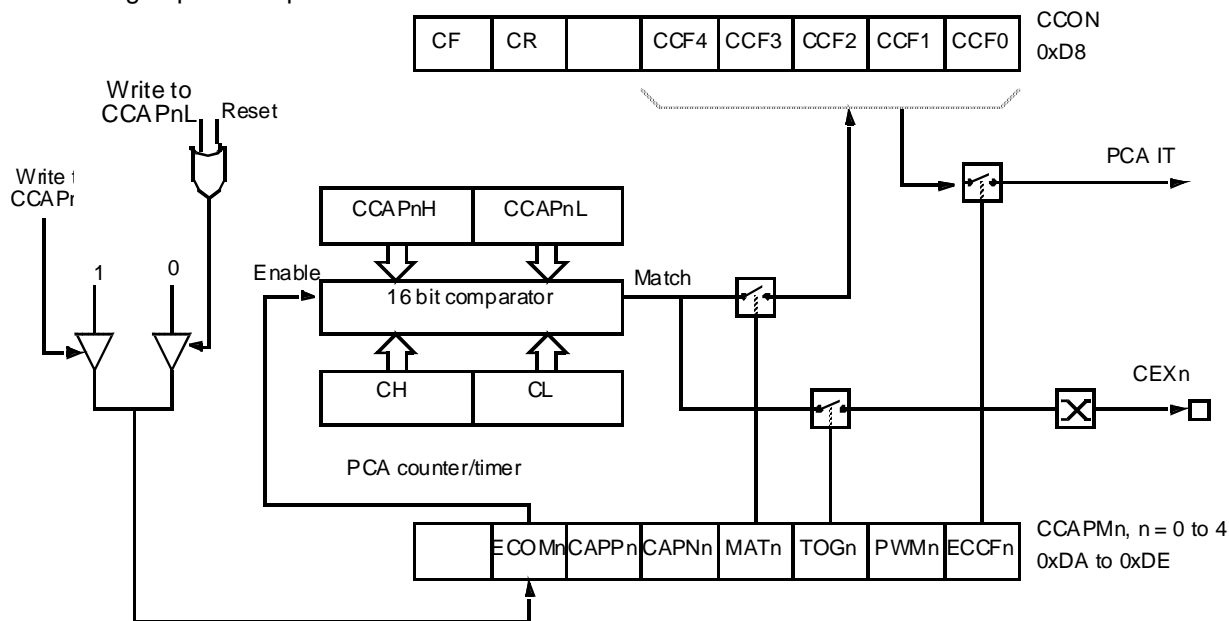 CCON
CF CR CCF4 CCF3 CCF2 CCF1 CCF0
0xD8
Write to
CCAPnL Reset
PCA IT
Write
CCAPnH CCAPnL
1 0 Enable Match
16 bit comparator
CEXn
CH CL
PCA counter/timer
ECOMn CAPPn CAPNn MATn TOGn PWMn ECCFn
CCAPMn, n = 0 to 4
0xDA to 0xDE